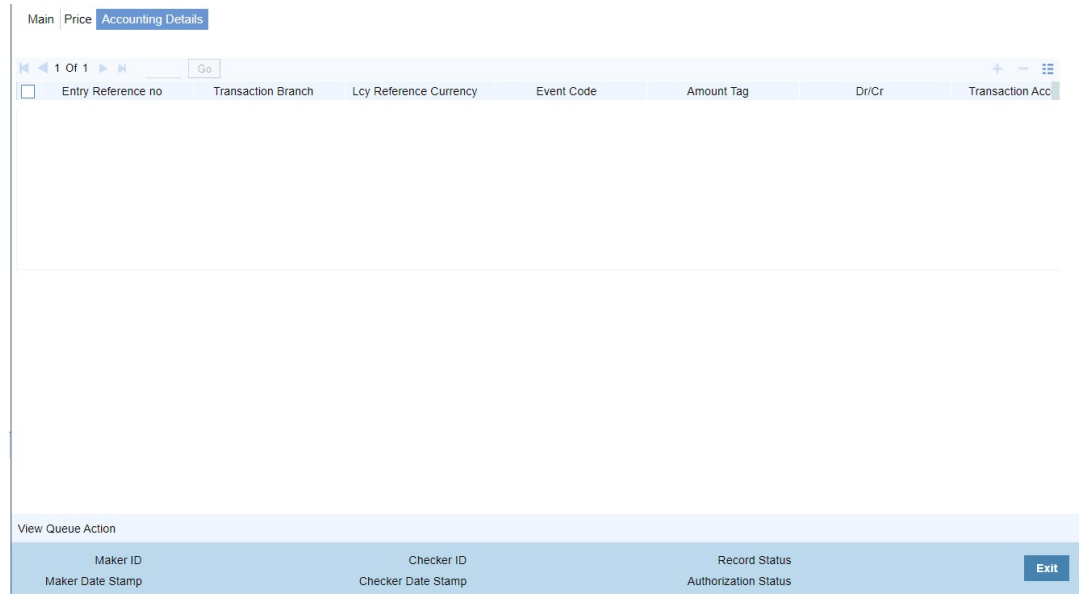 Main Price Accounting Details
1 Of 1 Go
Entry Reference no Transaction Branch Lcy Reference Currency Event Code Amount Tag Dr/Cr Transaction Acc
View Queue Action
Maker ID Checker ID Record Status
Exit
Maker Date Stamp Checker Date Stamp Authorization Status